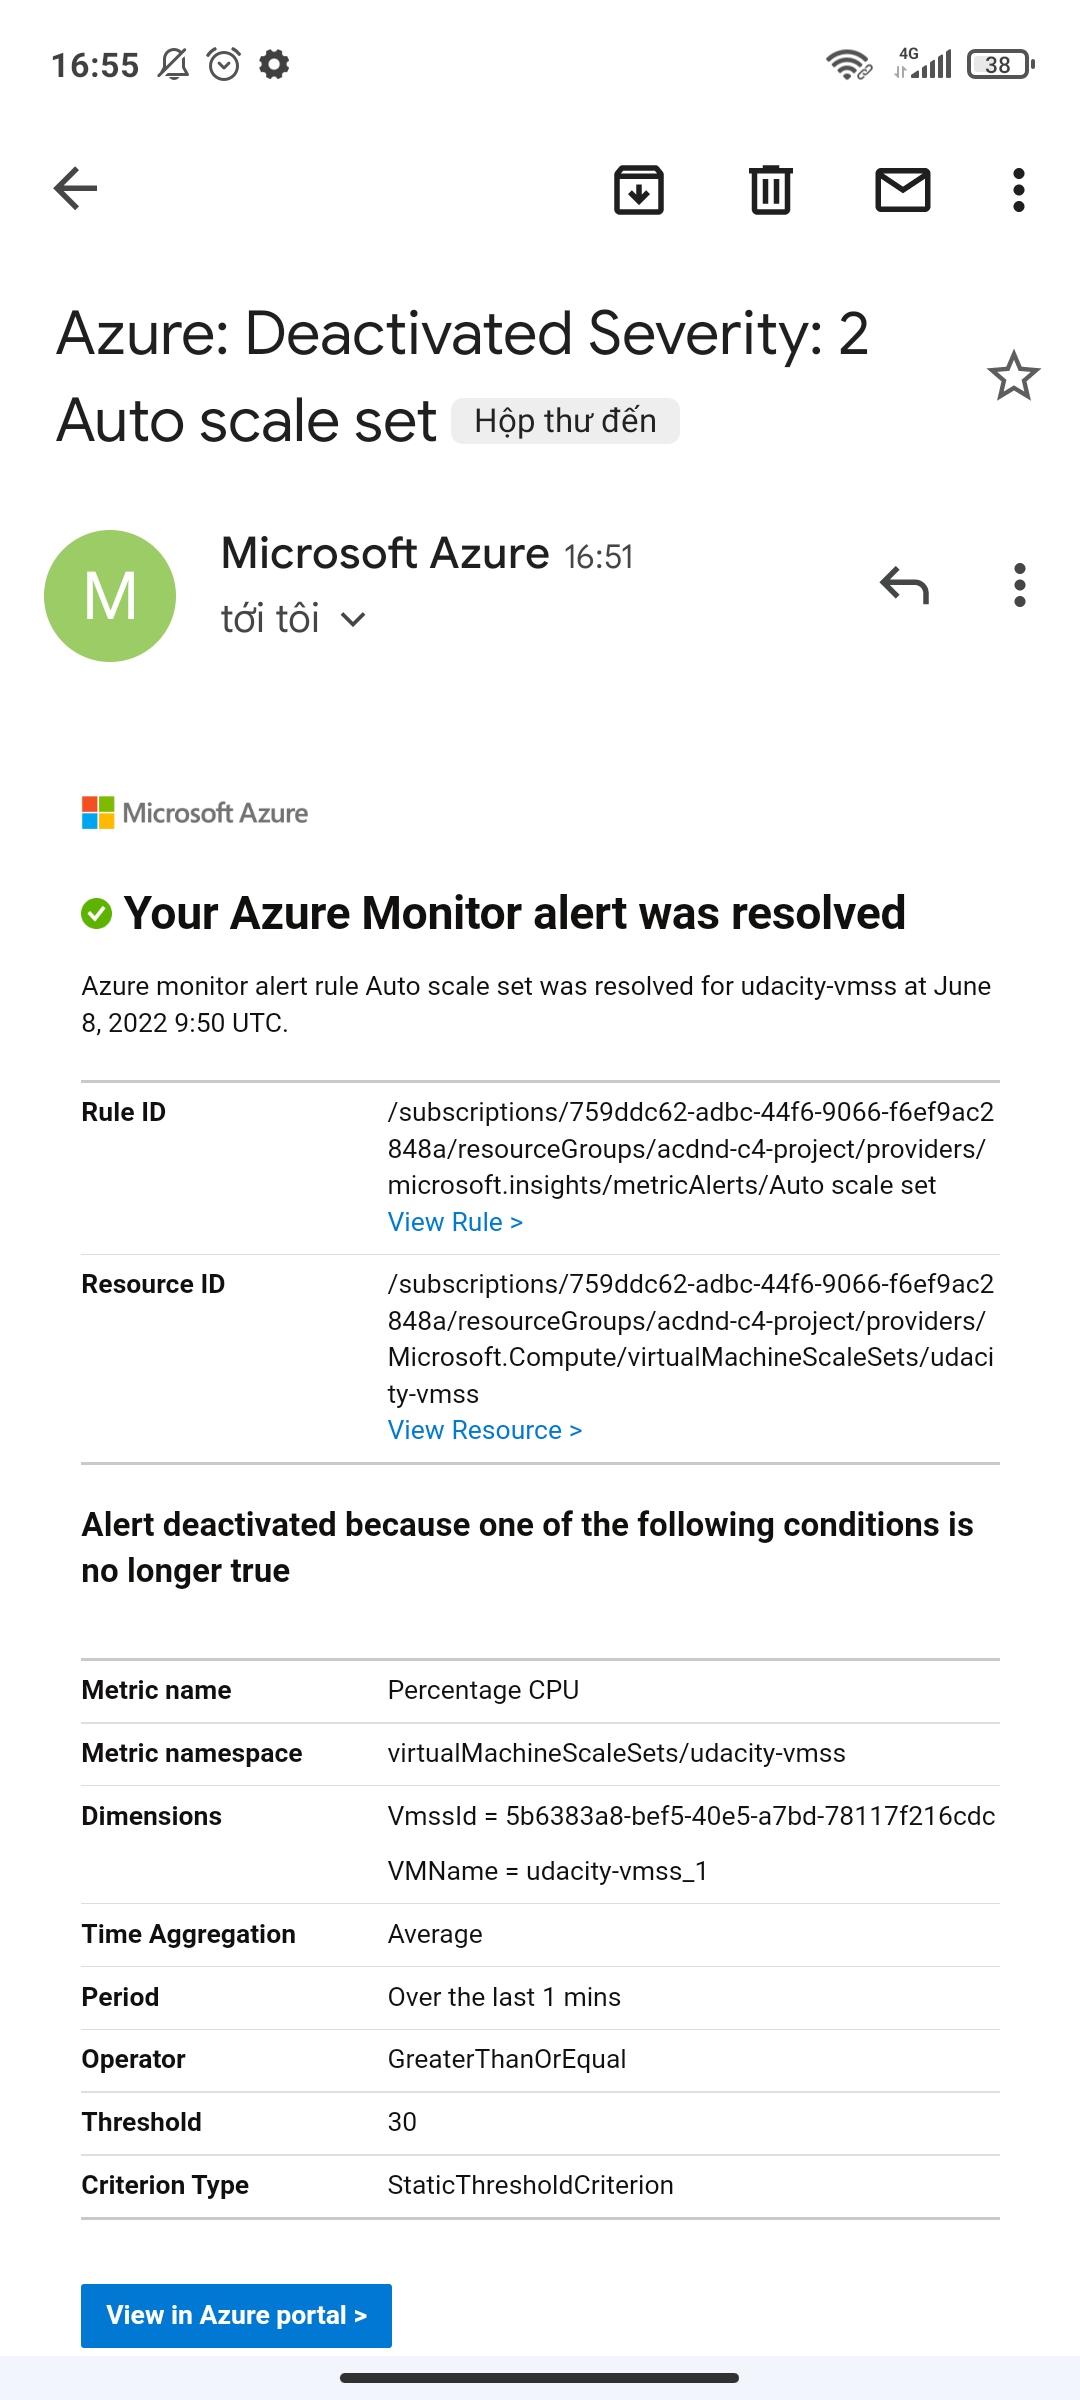 16:55
4G
38
Azure: Deactivated Severity: 2
Auto scale set Hộp thư đến
M
Microsoft Azure 16:51
tới tôi
Microsoft Azure
Your Azure Monitor alert was resolved
Azure monitor alert rule Auto scale set was resolved for udacity-vmss at June
8, 2022 9:50 UTC.
Rule ID /subscriptions/759ddc62-adbc-44f6-9066-f6ef9ac2
848a/resourceGroups/acdnd-c4-project/providers/
microsoft.insights/metricAlerts/Auto scale set
View Rule >
Resource ID /subscriptions/759ddc62-adbc-44f6-9066-f6ef9ac2
848a/resourceGroups/acdnd-c4-project/providers/
Microsoft.Compute/virtualMachineScaleSets/udaci
ty-vmss
View Resource >
Alert deactivated because one of the following conditions is
no longer true
Metric name Percentage CPU
Metric namespace virtualMachineScaleSets/udacity-vmss
Dimensions VmssId = 5b6383a8-bef5-40e5-a7bd-78117f216cdc
VMName = udacity-vmss_1
Time Aggregation Average
Period Over the last 1 mins
Operator GreaterThanOrEqual
Threshold 30
Criterion Type StaticThresholdCriterion
View in Azure portal >